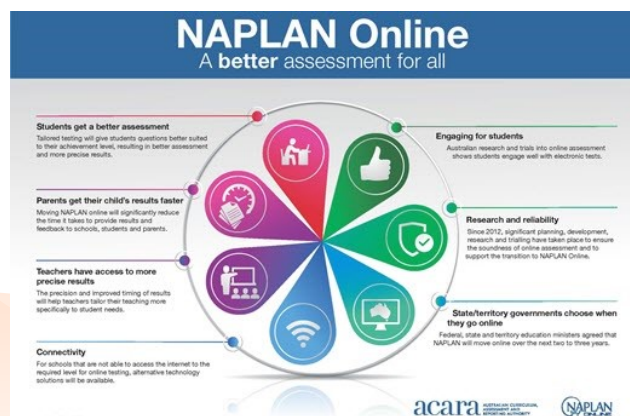 NAPLAN Online
A better assessment for all
Students get a better assessment
Tailored testing will give students questions better suited
to their achievement level, resulting in better assessment
and more precise results.
Parents get their child's results faster
Moving NAPLAN online will significantly reduce
the time it takes to provide results and
feedback to schools, students and parents.
Teachers have access to more
precise results
The precision and improved timing of results
will help teachers tailor their teaching more
specifically to student needs.
Connectivity
For schools that are not able to access the internet to the
required level for online testing, alternative technology
solutions will be available.
Engaging for students
Australian research and trials into online assessment
shows students engage well with electronic tests.
Research and reliability
Since 2012, significant planning, development,
research and trialling have taken place to ensure
the soundness of online assessment and to
support the transition to NAPLAN Online.
State/territory governments choose when
they go online
Federal, state and territory education ministers agreed that
NAPLAN will move online over the next two to three years.
acara AUSTRALIAN CURRICULUM,
ASSESSMENT AND
REPORTING AUTHORITY
NAPLAN
ONLINE